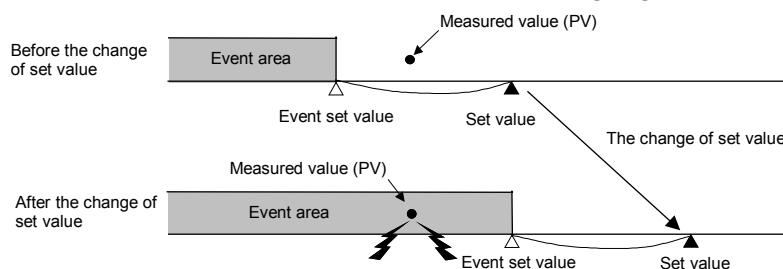 Measured value (PV)
Before the change
of set value
Event area
Event set value
Set value
The change of set value
Measured value (PV)
After the change of
set value
Event area
Event set value
Set value